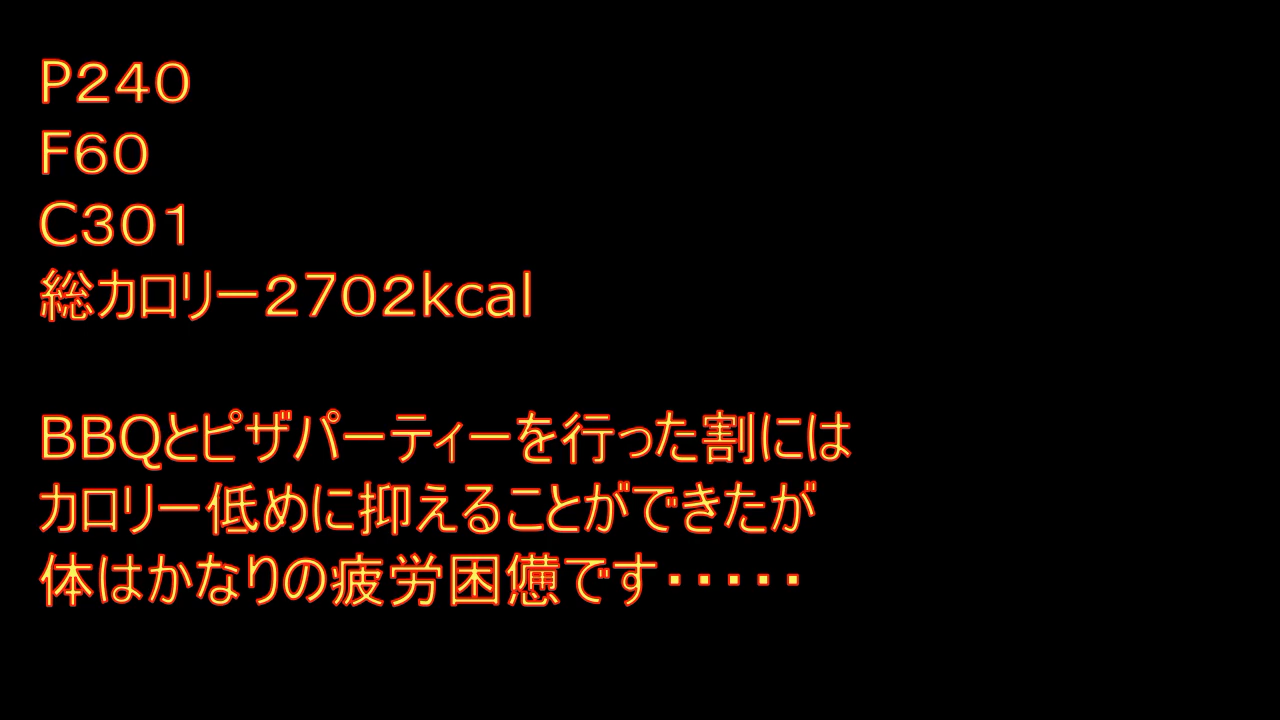 P240
F60
C301
総カロリー2702kcal
BBQとピザパーティーを行った割には
カロリー低めに抑えることができたが
体はかなりの疲労困憊です・・・・・